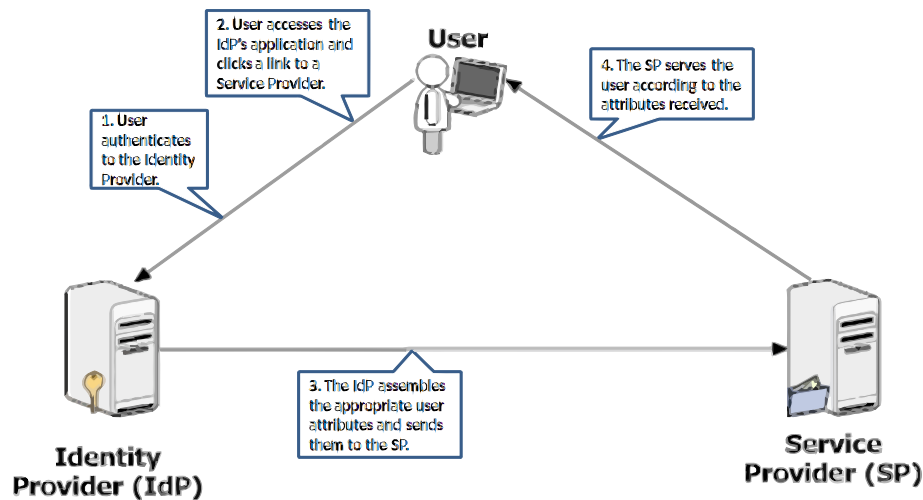 2. User accesses the
IdP's application and
clicks a link to a
Service Provider.
User
4. The SP serves the
user according to the
attributes received.
1. User
authenticates
to the Identity
Provider.
3. The IdP assembles
the appropriate user
attributes and sends
them to the SP.
Identity
Provider (IdP)
Service
Provider (SP)